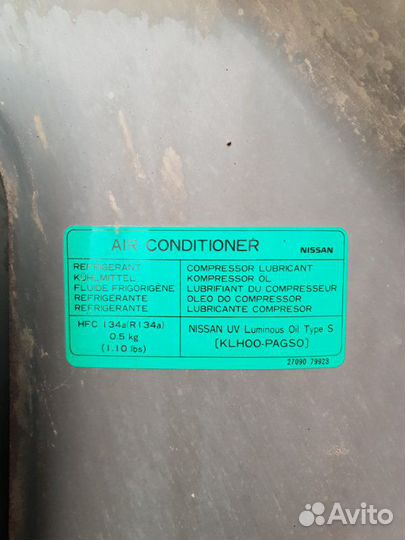 AIR CONDITIONER NISSAN
REFRIGERANT
KÜHLMITTEL
FLUIDE FRIGORIGÈNE
REFRIGERANTE
REFRIGERANTE
COMPRESSOR LUBRICANT
KOMPRESSOR ÖL
LUBRIFIANT DU COMPRESSEUR
OLEO DO COMPRESSOR
LUBRICANTE COMPRESOR
HFC 134a(R134a)
0.5 kg
(1.10 lbs)
NISSAN UV Luminous Oil Type S
[KLH00-PAGS0]
27090 79923
Avito